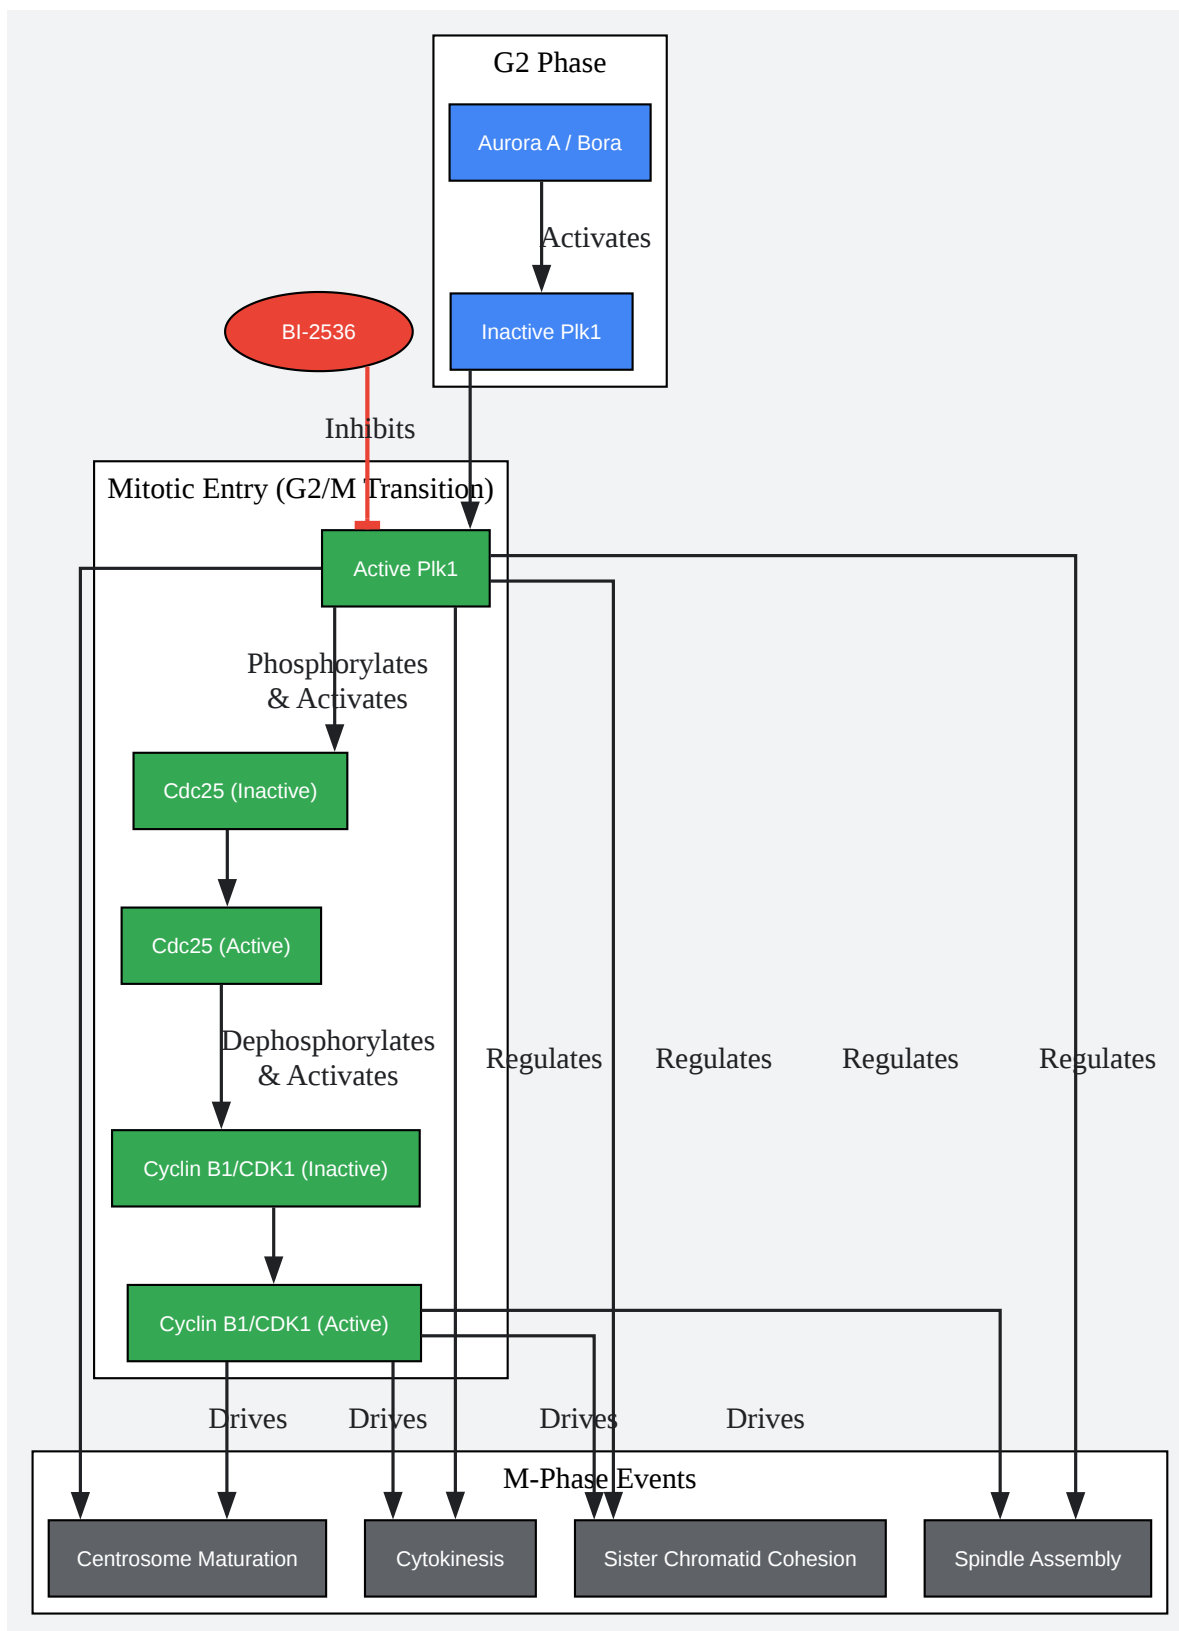 G2 Phase
Aurora A / Bora
Activates
BI-2536
Inactive Plk1
Inhibits
Mitotic Entry (G2/M Transition)
Active Plk1
Phosphorylates
& Activates
Cdc25 (Inactive)
Cdc25 (Active)
Dephosphorylates
& Activates
Regulates
Regulates
Regulates
Regulates
Cyclin B1/CDK1 (Inactive)
Cyclin B1/CDK1 (Active)
Drives
Drives
Drives
Drives
M-Phase Events
Centrosome Maturation
Cytokinesis
Sister Chromatid Cohesion
Spindle Assembly